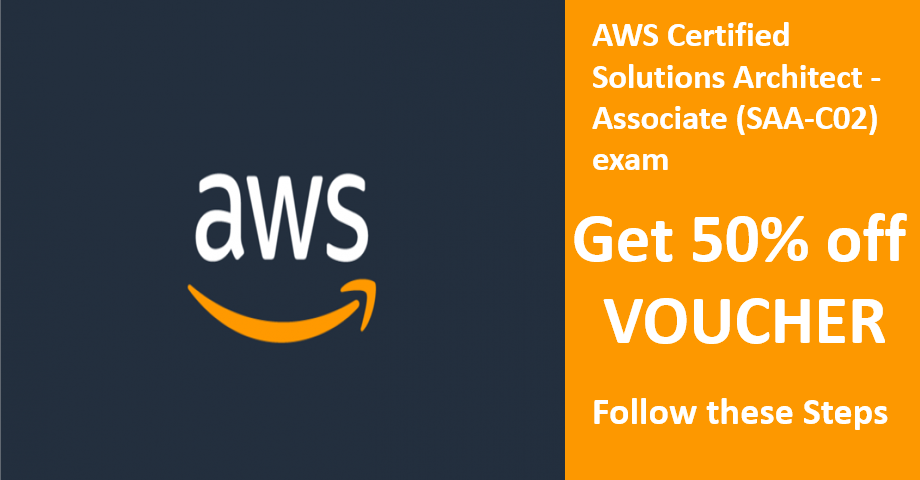 aws
AWS Certified
Solutions Architect -
Associate (SAA-C02)
exam
Get 50% off
VOUCHER
Follow these Steps